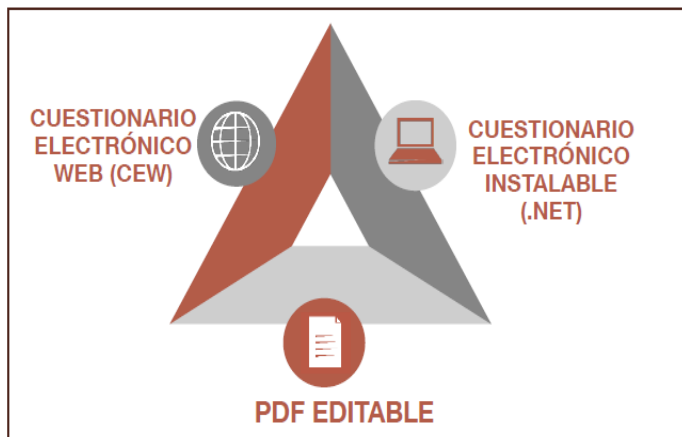 CUESTIONARIO
ELECTRÓNICO
WEB (CEW)
CUESTIONARIO
ELECTRÓNICO
INSTALABLE
(.NET)
PDF EDITABLE